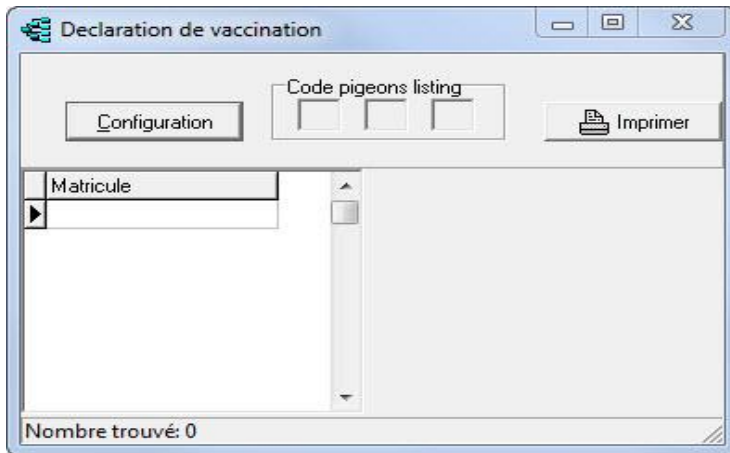 Declaration de vaccination
Code pigeons listing
Configuration
Imprimer
Matricule
Nombre trouvé: 0